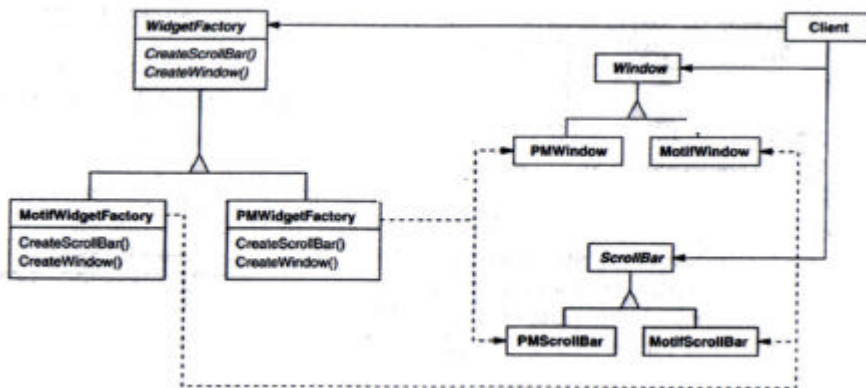 WidgetFactory
CreateScrollBar()
CreateWindow()
Client
Window
PMWindow
MotifWindow
MotifWidgetFactory
CreateScrollBar()
CreateWindow()
PMWidgetFactory
CreateScrollBar()
CreateWindow()
ScrollBar
PMScrollBar
MotifScrollBar